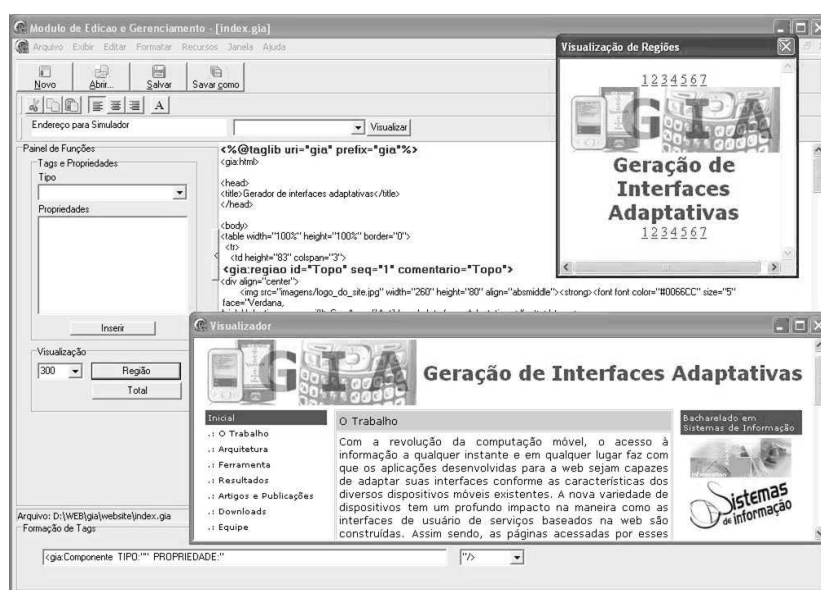 Modulo de Edicao e Gerenciamento - [index.gia]
Arquivo Exibir Editar Formatar Recursos Janela Ajuda
Novo Abrir... Salvar Savar como
A
Endereço para Simulador Visualizar
Painel de Funções
Tags e Propriedades
Tipo
Propriedades
Inserir
Visualização
300 Região
Total
Arquivo: D:\WEB\gia\website\index.gia
Formação de Tags
<gia:Componente TIPO:"" PROPRIEDADE:"
"/>
<%@taglib uri="gia" prefix="gia"%>
<gia:html>
<head>
<title>Gerador de interfaces adaptativas</title>
</head>
<body>
<table width="100%" height="100%" border="0">
<tr>
<td height="83" colspan="3">
<gia:regiao id="Topo" seq="1" comentario="Topo">
<div align="center">
<img src="imagens/logo_do_site.jpg" width="260" height="80" align="absmiddle"><strong><font font color="#0066CC" size="5"
face="Verdana,
Visualização de Regiões
1 2 3 4 5 6 7
GIA
Geração de
Interfaces
Adaptativas
1 2 3 4 5 6 7
Visualizador
GIA Geração de Interfaces Adaptativas
Inicial
.: O Trabalho
.: Arquitetura
.: Ferramenta
.: Resultados
.: Artigos e Publicações
.: Downloads
.: Equipe
O Trabalho
Com a revolução da computação móvel, o acesso à
informação a qualquer instante e em qualquer lugar faz com
que os aplicações desenvolvidas para a web sejam capazes
de adaptar suas interfaces conforme as características dos
diversos dispositivos móveis existentes. A nova variedade de
dispositivos tem um profundo impacto na maneira como as
interfaces de usuário de serviços baseados na web são
construídas. Assim sendo, as páginas acessadas por esses
Bacharelado em
Sistemas de Informação
Sistemas
de informação